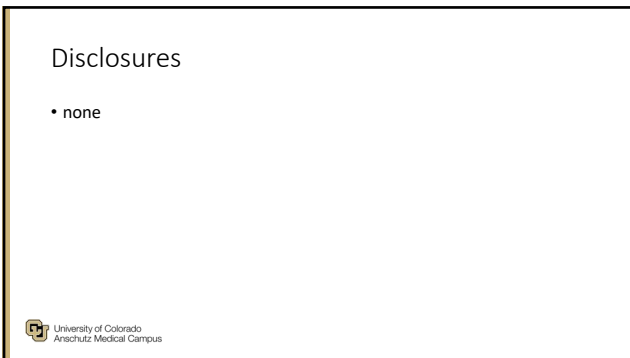 Disclosures
• none
University of Colorado
Anschutz Medical Campus